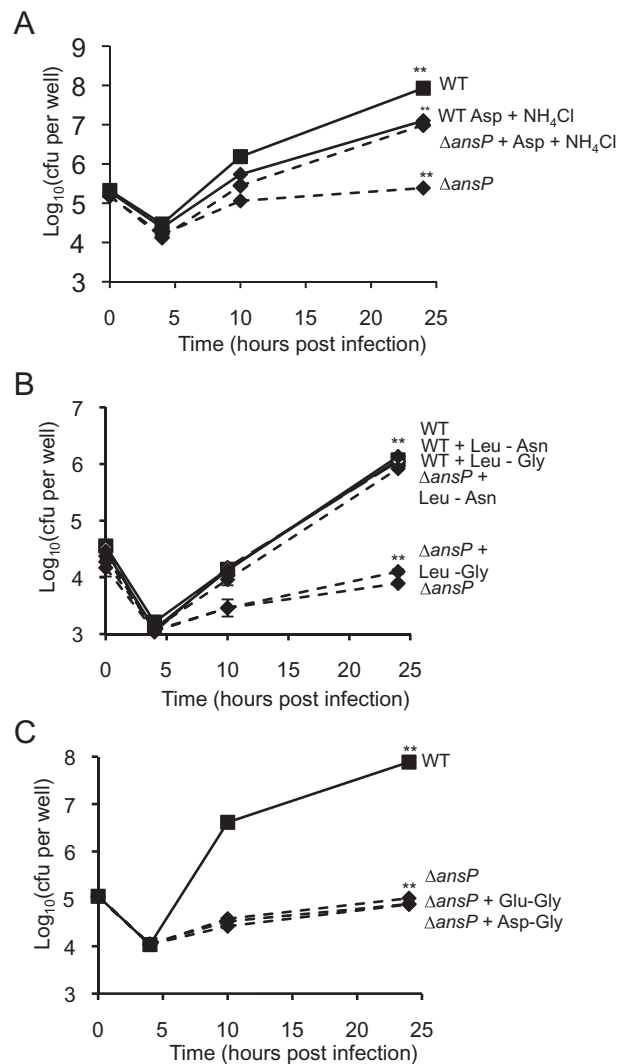 A
Log₁₀(cfu per well)
9
8
7
6
5
4
3
0 5 10 15 20 25
Time (hours post infection)
** WT
** WT Asp + NH₄Cl
ΔansP + Asp + NH₄Cl
** ΔansP
B
Log₁₀(cfu per well)
7
6
5
4
3
0 5 10 15 20 25
Time (hours post infection)
WT
** WT + Leu - Asn
WT + Leu - Gly
ΔansP +
Leu - Asn
ΔansP +
** Leu -Gly
ΔansP
C
Log₁₀(cfu per well)
8
7
6
5
4
3
0 5 10 15 20 25
Time (hours post infection)
** WT
ΔansP
** ΔansP + Glu-Gly
ΔansP + Asp-Gly